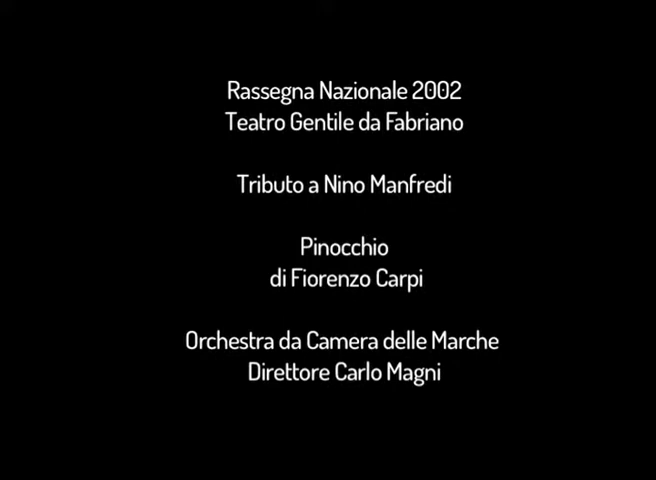 Rassegna Nazionale 2002
Teatro Gentile da Fabriano
Tributo a Nino Manfredi
Pinocchio
di Fiorenzo Carpi
Orchestra da Camera delle Marche
Direttore Carlo Magni